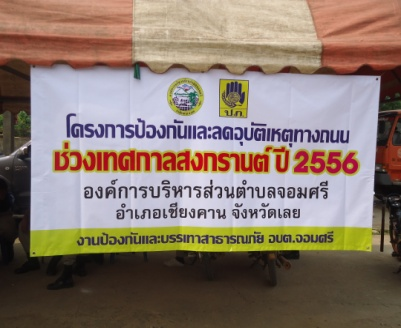 ป.ภ.
โครงการป้องกันและลดอุบัติเหตุทางถนน
ช่วงเทศกาลสงกรานต์ ปี 2556
องค์การบริหารส่วนตำบลจอมศรี
อำเภอเชียงคาน จังหวัดเลย
งานป้องกันและบรรเทาสาธารณภัย อบต.จอมศรี